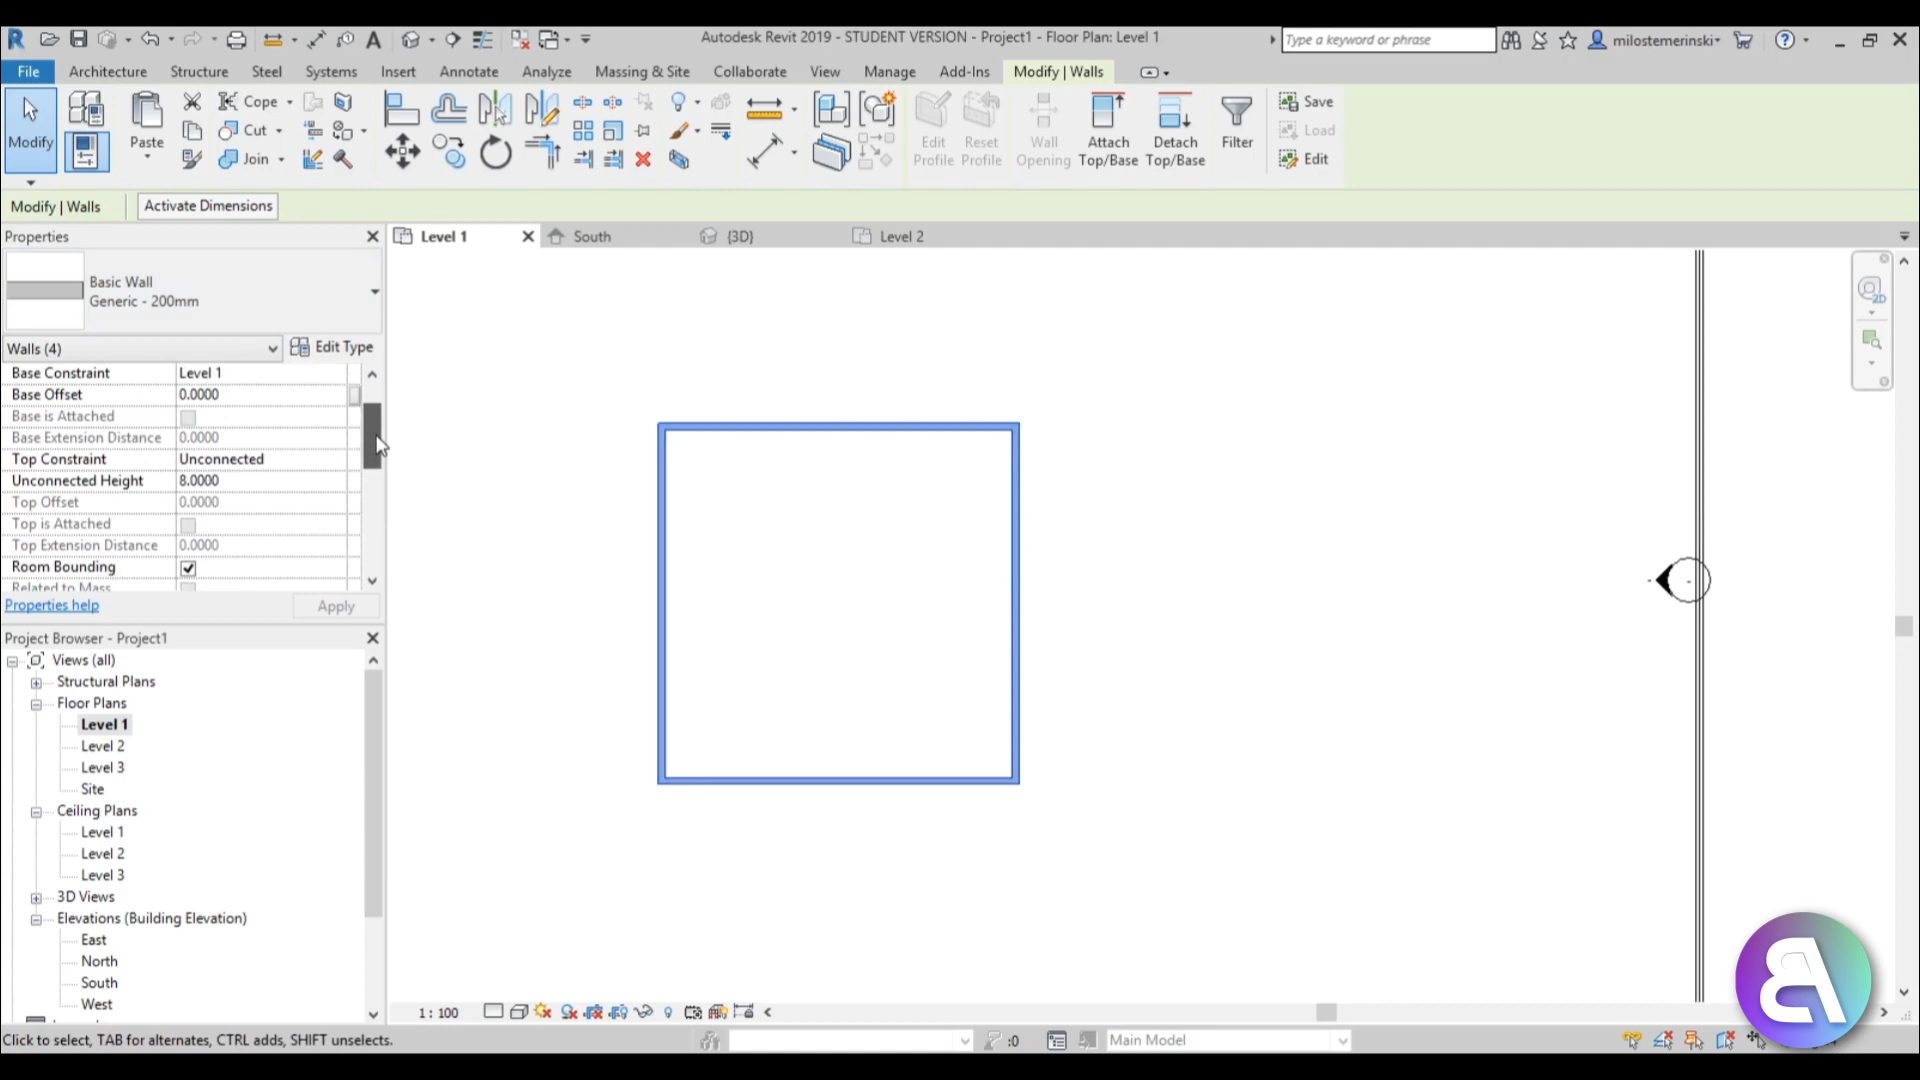 Autodesk Revit 2019 - STUDENT VERSION - Project1 - Floor Plan: Level 1
Type a keyword or phrase
milostemerinski
File Architecture Structure Steel Systems Insert Annotate Analyze Massing & Site Collaborate View Manage Add-Ins Modify | Walls
Modify
Paste
Cope
Cut
Join
Edit Profile
Reset Profile
Wall Opening
Attach Top/Base
Detach Top/Base
Filter
Save
Load
Edit
Modify | Walls
Activate Dimensions
Properties
Level 1
South
{3D}
Level 2
Basic Wall
Generic - 200mm
Walls (4)
Edit Type
Base Constraint Level 1
Base Offset 0.0000
Base is Attached
Base Extension Distance 0.0000
Top Constraint Unconnected
Unconnected Height 8.0000
Top Offset 0.0000
Top is Attached
Top Extension Distance 0.0000
Room Bounding
Related to Mass
Properties help
Apply
Project Browser - Project1
Views (all)
Structural Plans
Floor Plans
Level 1
Level 2
Level 3
Site
Ceiling Plans
Level 1
Level 2
Level 3
3D Views
Elevations (Building Elevation)
East
North
South
West
2D
1 : 100
Click to select, TAB for alternates, CTRL adds, SHIFT unselects.
:0
Main Model